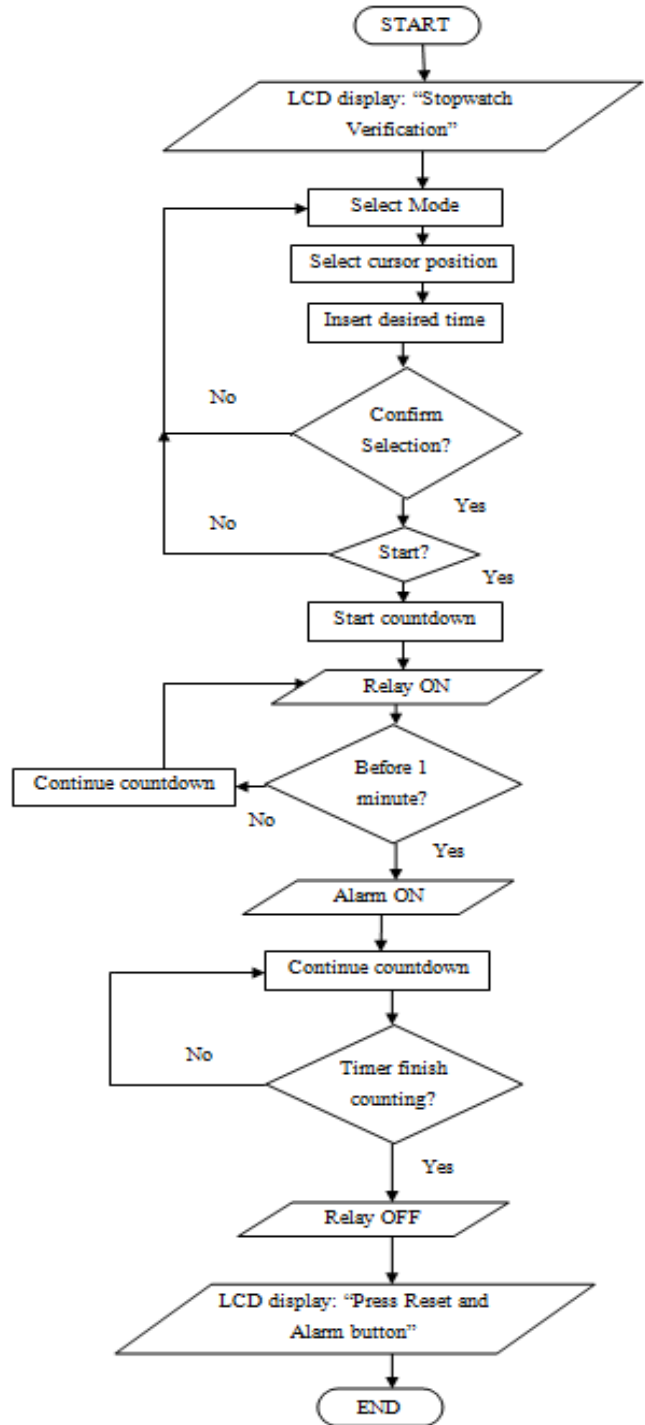 START
LCD display: “Stopwatch
Verification”
Select Mode
Select cursor position
Insert desired time
No
Confirm
Selection?
Yes
No
Start?
Yes
Start countdown
Relay ON
Continue countdown
Before 1
minute?
No
Yes
Alarm ON
Continue countdown
No
Timer finish
counting?
Yes
Relay OFF
LCD display: “Press Reset and
Alarm button”
END